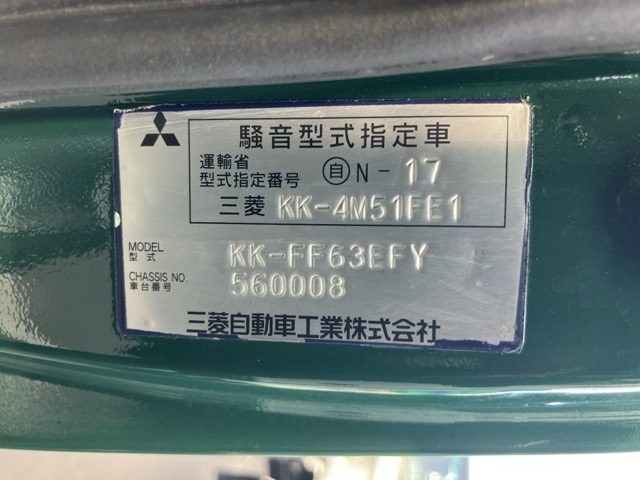 騒音型式指定車
運輸省
型式指定番号 自 N - 17
三菱 KK-4M51FE1
MODEL
型式 KK-FF63EFY
CHASSIS NO.
車台番号 560008
三菱自動車工業株式会社